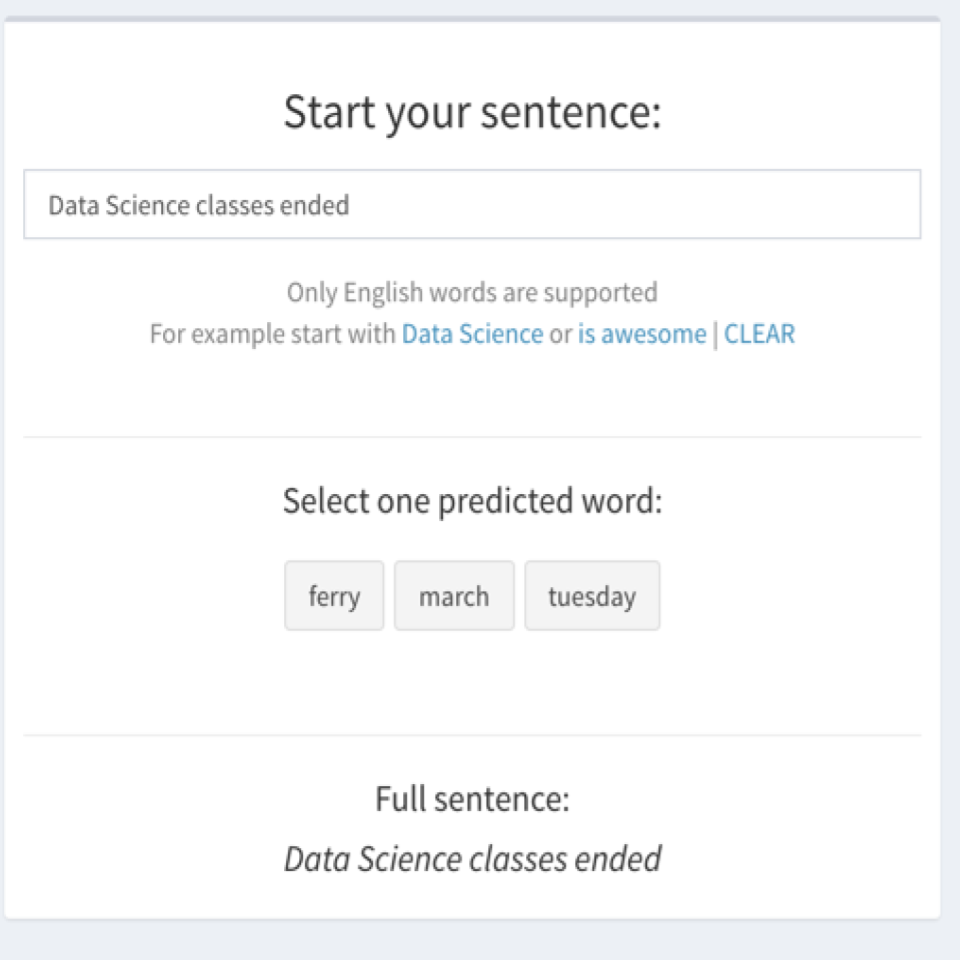 Start your sentence:
Data Science classes ended
Only English words are supported
For example start with Data Science or is awesome | CLEAR
Select one predicted word:
ferry march tuesday
Full sentence:
Data Science classes ended